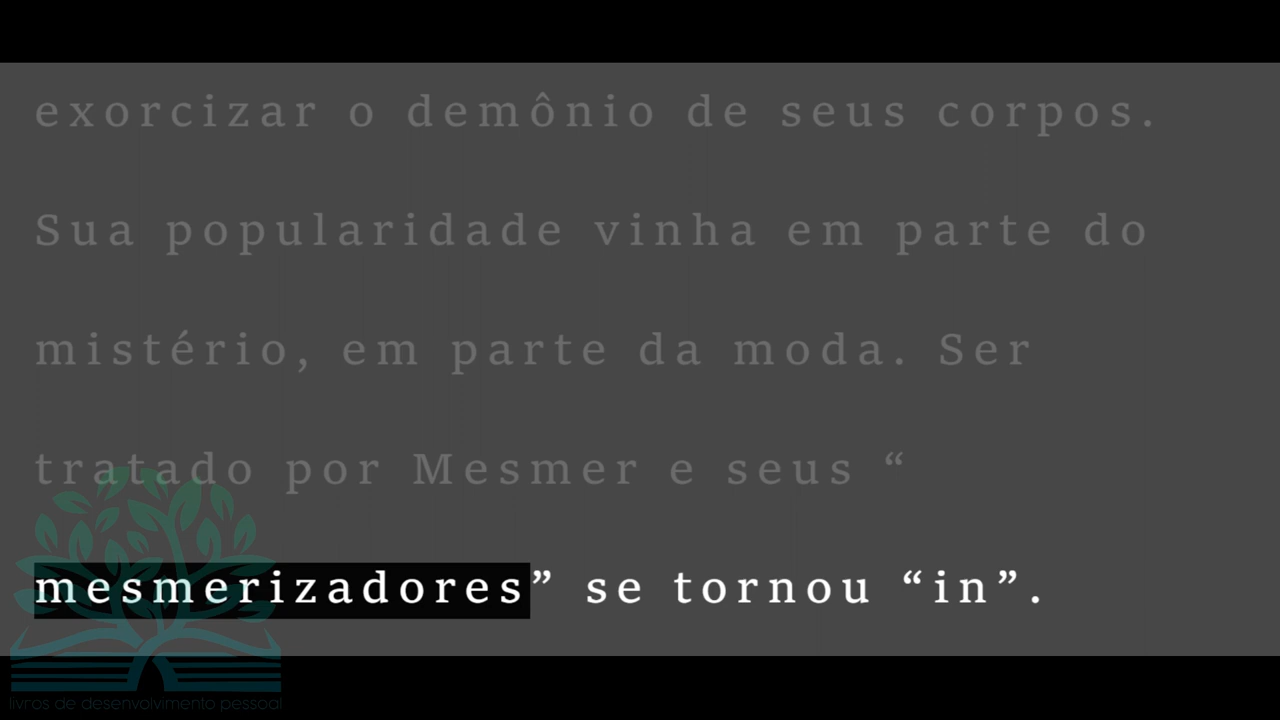 exorcizar o demônio de seus corpos.
Sua popularidade vinha em parte do
mistério, em parte da moda. Ser
tratado por Mesmer e seus “
mesmerizadores” se tornou “in”.
livros de desenvolvimento pessoal